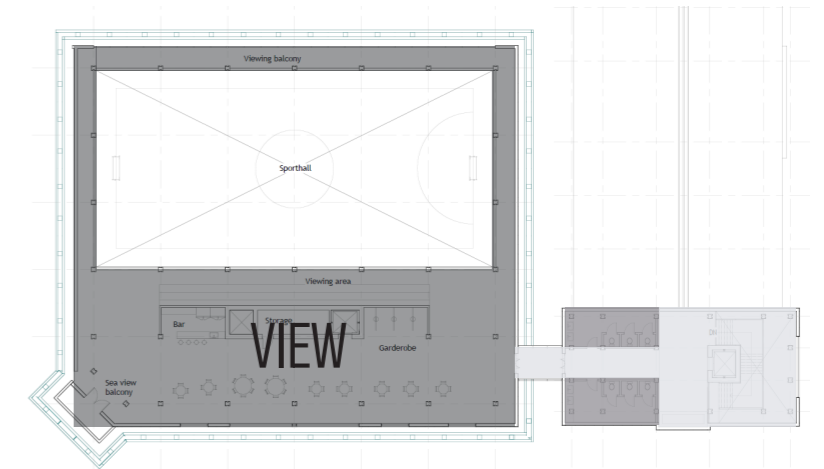 Viewing balcony
Sporthall
Viewing area
Bar
Storage
VIEW
Garderobe
Sea view
balcony